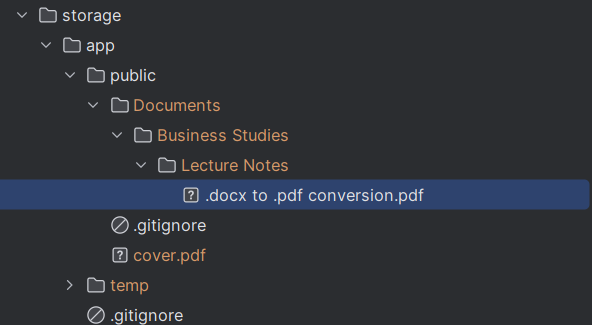 storage
app
public
Documents
Business Studies
Lecture Notes
.docx to .pdf conversion.pdf
.gitignore
cover.pdf
temp
.gitignore